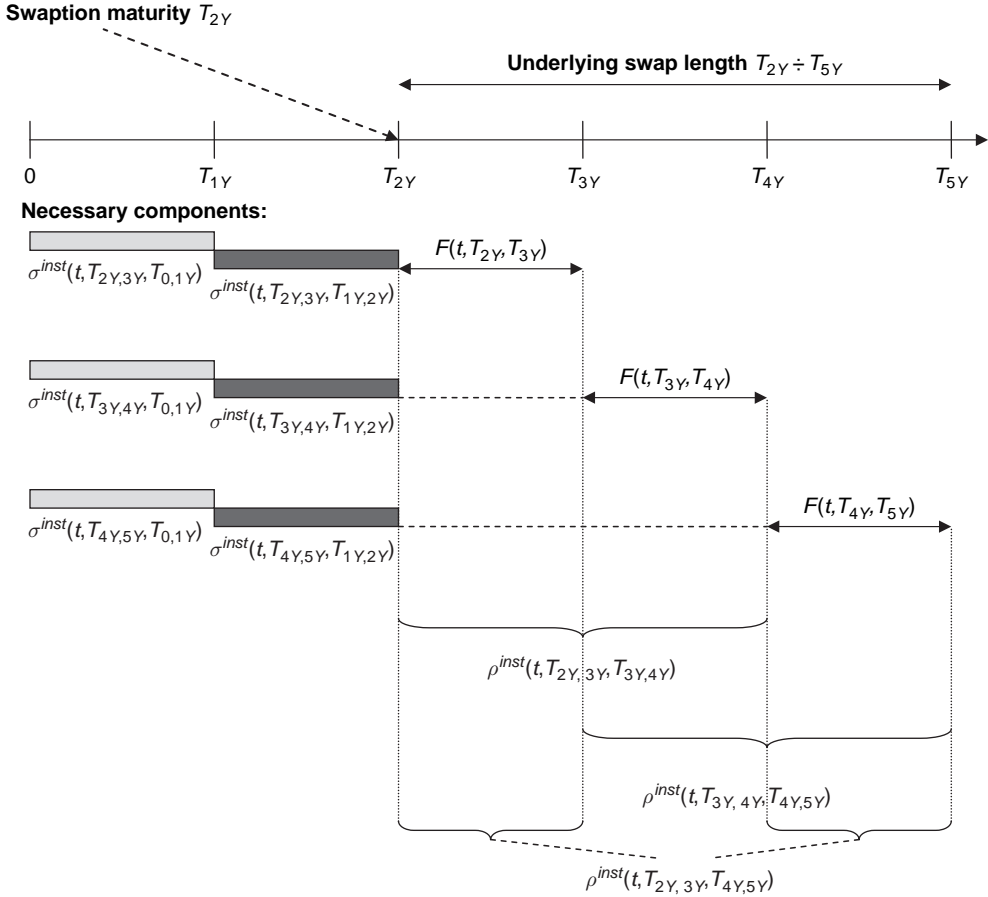 Swaption maturity T2Y
Underlying swap length T2Y ÷ T5Y
0 T1Y T2Y T3Y T4Y T5Y
Necessary components:
F(t,T2Y,T3Y)
σinst(t,T2Y,3Y,T0,1Y)
σinst(t,T2Y,3Y,T1Y,2Y)
F(t,T3Y,T4Y)
σinst(t,T3Y,4Y,T0,1Y)
σinst(t,T3Y,4Y,T1Y,2Y)
F(t,T4Y,T5Y)
σinst(t,T4Y,5Y,T0,1Y)
σinst(t,T4Y,5Y,T1Y,2Y)
ρinst(t,T2Y, 3Y,T3Y,4Y)
ρinst(t,T3Y, 4Y,T4Y,5Y)
ρinst(t,T2Y, 3Y,T4Y,5Y)